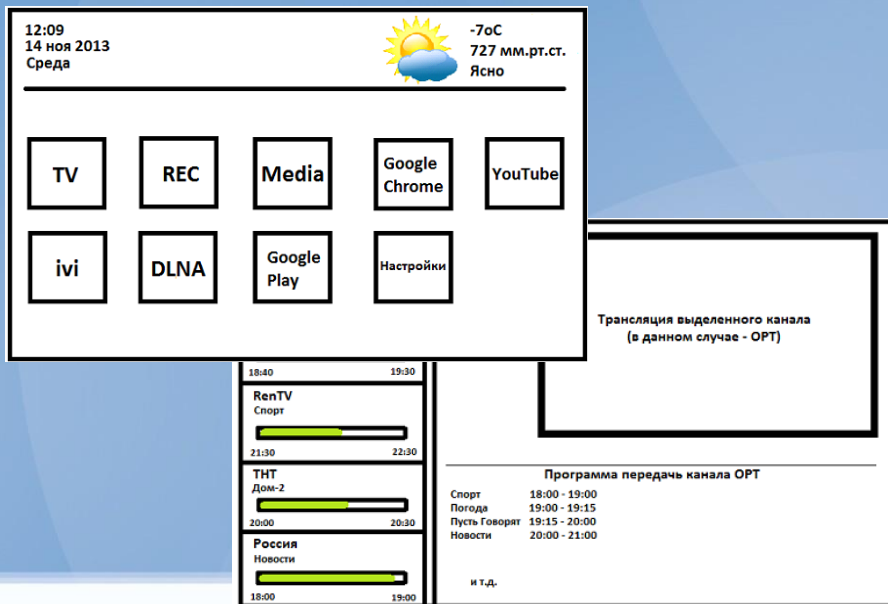 12:09
14 ноя 2013
Среда
-7оС
727 мм.рт.ст.
Ясно
TV
REC
Media
Google
Chrome
YouTube
ivi
DLNA
Google
Play
Настройки
Трансляция выделенного канала
(в данном случае - ОРТ)
18:40 19:30
RenTV
Спорт
21:30 22:30
ТНТ
Дом-2
20:00 20:30
Россия
Новости
18:00 19:00
Программа передачь канала ОРТ
Спорт 18:00 - 19:00
Погода 19:00 - 19:15
Пусть Говорят 19:15 - 20:00
Новости 20:00 - 21:00
и т.д.